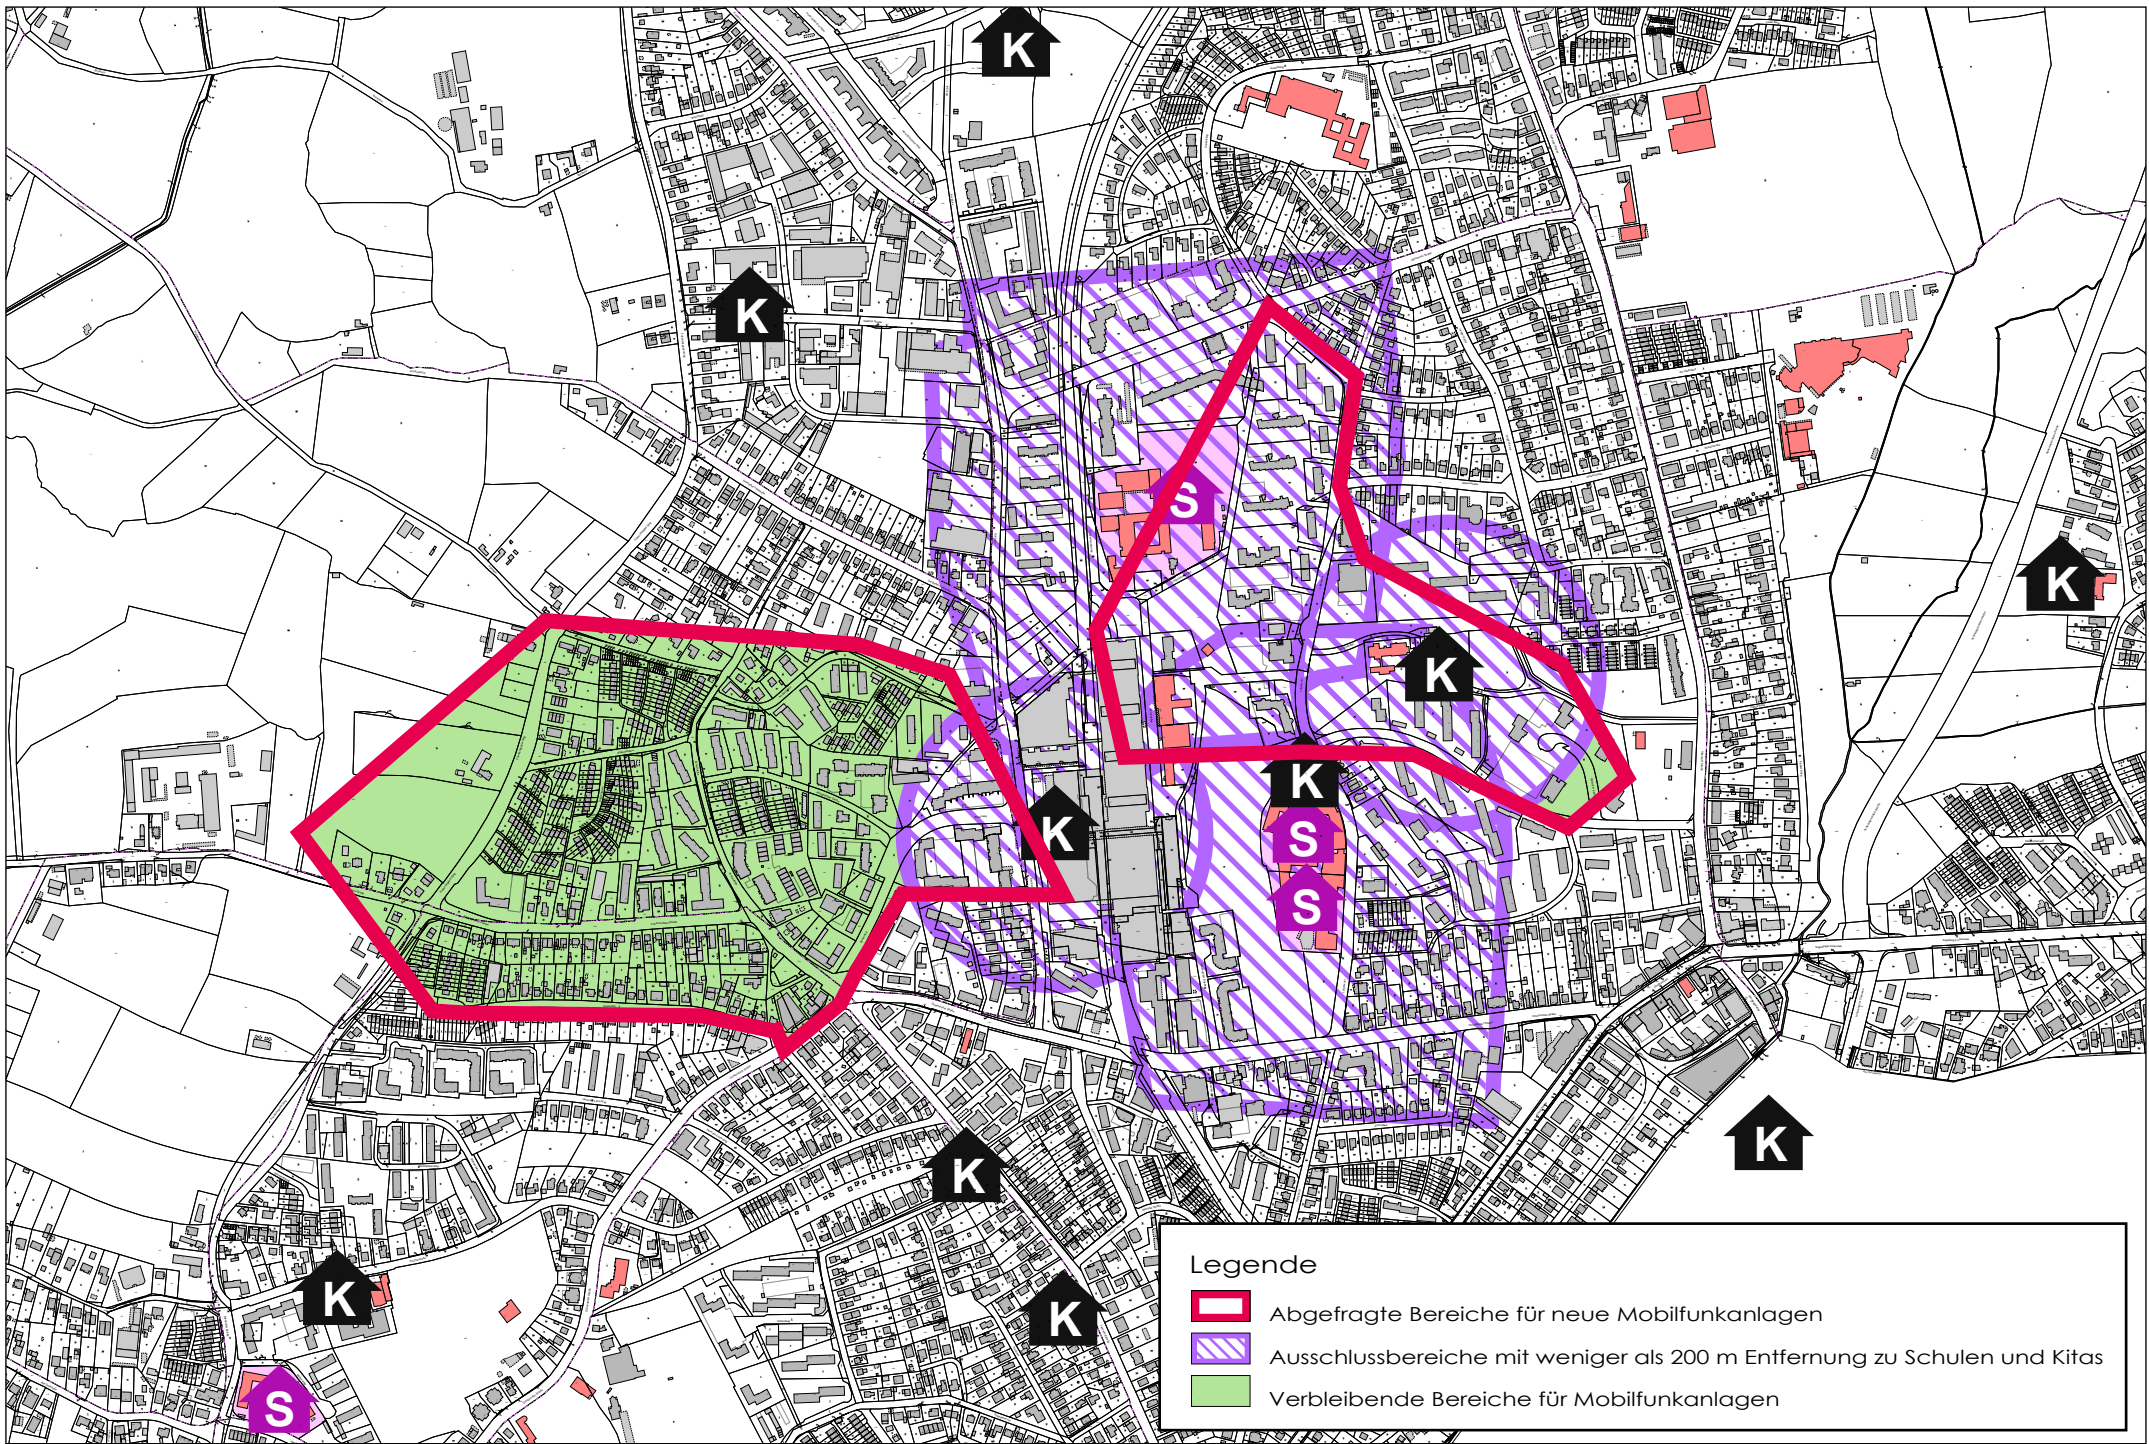 K
K
S
K
K
K
K
S
S
K
K
K
K
S
Legende
Abgefragte Bereiche für neue Mobilfunkanlagen
Ausschlussbereiche mit weniger als 200 m Entfernung zu Schulen und Kitas
Verbleibende Bereiche für Mobilfunkanlagen